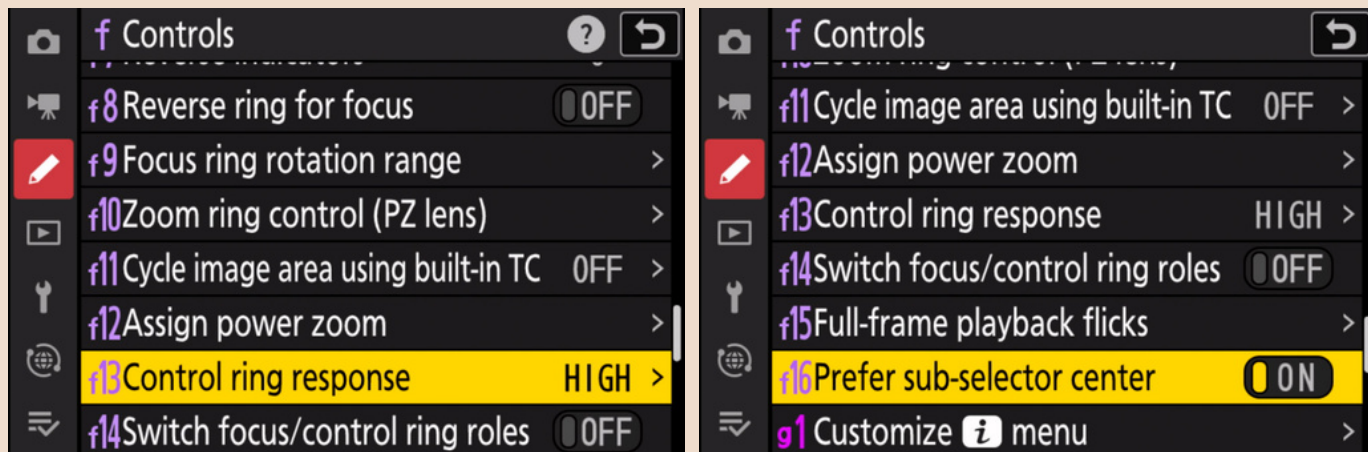 f Controls
?
f8 Reverse ring for focus OFF
f9 Focus ring rotation range >
f10 Zoom ring control (PZ lens) >
f11 Cycle image area using built-in TC OFF >
f12 Assign power zoom >
f13 Control ring response HIGH >
f14 Switch focus/control ring roles OFF
f Controls
f11 Cycle image area using built-in TC OFF >
f12 Assign power zoom >
f13 Control ring response HIGH >
f14 Switch focus/control ring roles OFF
f15 Full-frame playback flicks >
f16 Prefer sub-selector center ON
g1 Customize i menu >